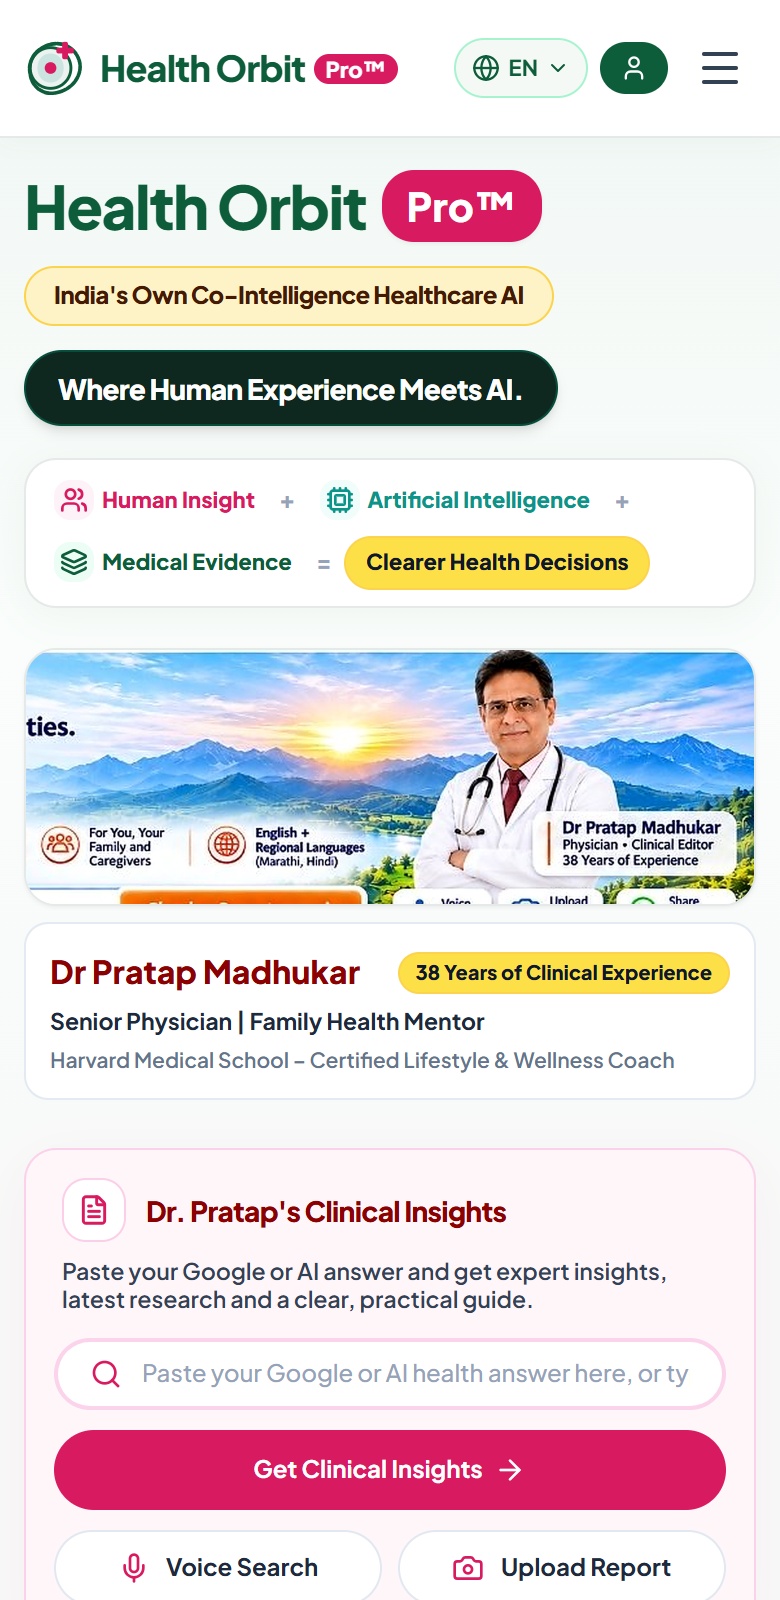 Health Orbit Pro™
EN
Health Orbit Pro™
India's Own Co-Intelligence Healthcare AI
Where Human Experience Meets AI.
Human Insight + Artificial Intelligence +
Medical Evidence = Clearer Health Decisions
ties.
For You, Your
Family and
Caregivers
English +
Regional Languages
(Marathi, Hindi)
Dr Pratap Madhukar
Physician • Clinical Editor
38 Years of Experience
Voice
Upload
Share
Dr Pratap Madhukar
38 Years of Clinical Experience
Senior Physician | Family Health Mentor
Harvard Medical School – Certified Lifestyle & Wellness Coach
Dr. Pratap's Clinical Insights
Paste your Google or AI answer and get expert insights,
latest research and a clear, practical guide.
Paste your Google or AI health answer here, or ty
Get Clinical Insights →
Voice Search
Upload Report